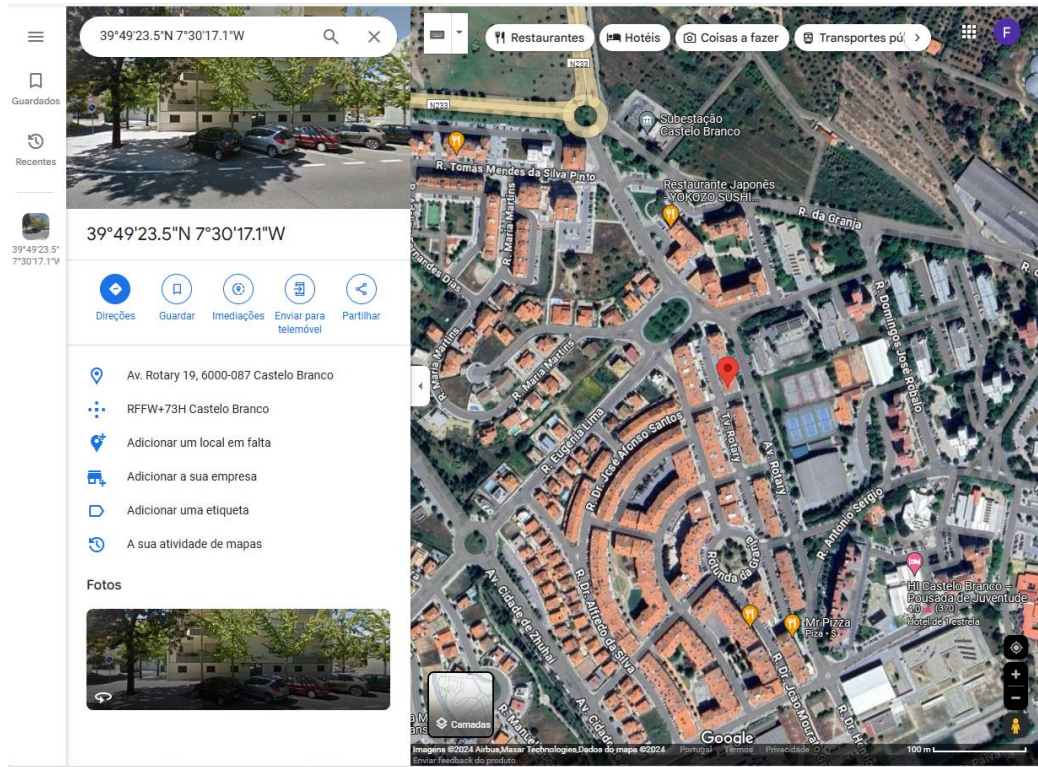 39°49'23.5"N 7°30'17.1"W
Guardados
Recentes
39°49'23.5"
7°30'17.1"W
39°49'23.5"N 7°30'17.1"W
Direções
Guardar
Imediações
Enviar para
telemóvel
Partilhar
Av. Rotary 19, 6000-087 Castelo Branco
RFFW+73H Castelo Branco
Adicionar um local em falta
Adicionar a sua empresa
Adicionar uma etiqueta
A sua atividade de mapas
Fotos
Restaurantes
Hotéis
Coisas a fazer
Transportes pú
F
N233
N233
Subestação
Castelo Branco
R. Tomás Mendes da Silva Pinto
Restaurante Japonês
- YOKOZO SUSHI...
R. da Granja
R. Maria Martins
R. Domingos José Robalo
R. Maria Martins
R. Maria Martins
R. Eugénia Lima
R. Dr. José Afonso Santos
Tv. Rotary
Av. Rotary
R. António Sérgio
Rotunda da Granja
HI Castelo Branco –
Pousada de Juventude
4.0 (370)
Hotel de 1 estrela
Av. Cidade de Zhuhai
R. Dr. Alfredo da Silva
Mr Pizza
Piza • $
R. Dr. João Moura
Camadas
Google
Imagens ©2024 Airbus,Maxar Technologies,Dados do mapa ©2024
Portugal
Termos
Privacidade
Enviar feedback do produto
100 m